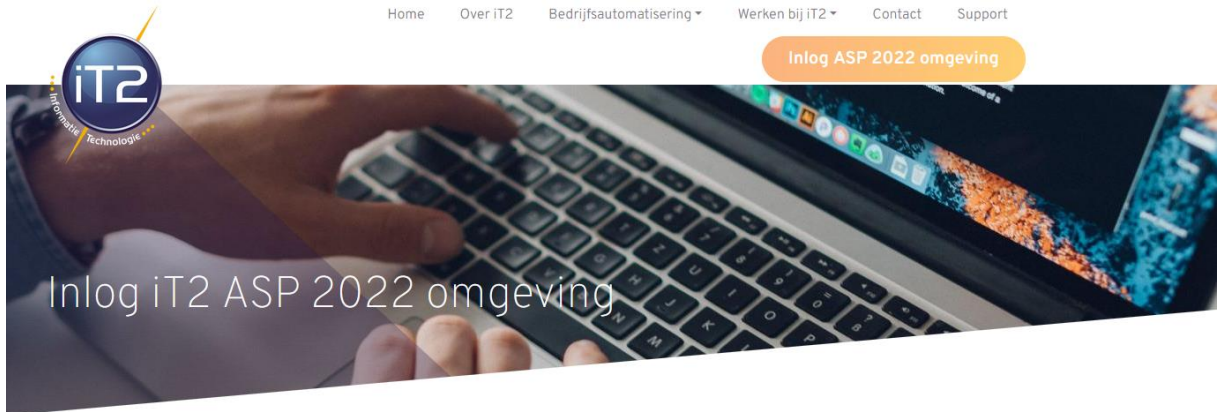 Home Over iT2 Bedrijfsautomatisering Werken bij iT2 Contact Support
Inlog ASP 2022 omgeving
iT2
Informatie Technologie
Inlog iT2 ASP 2022 omgeving